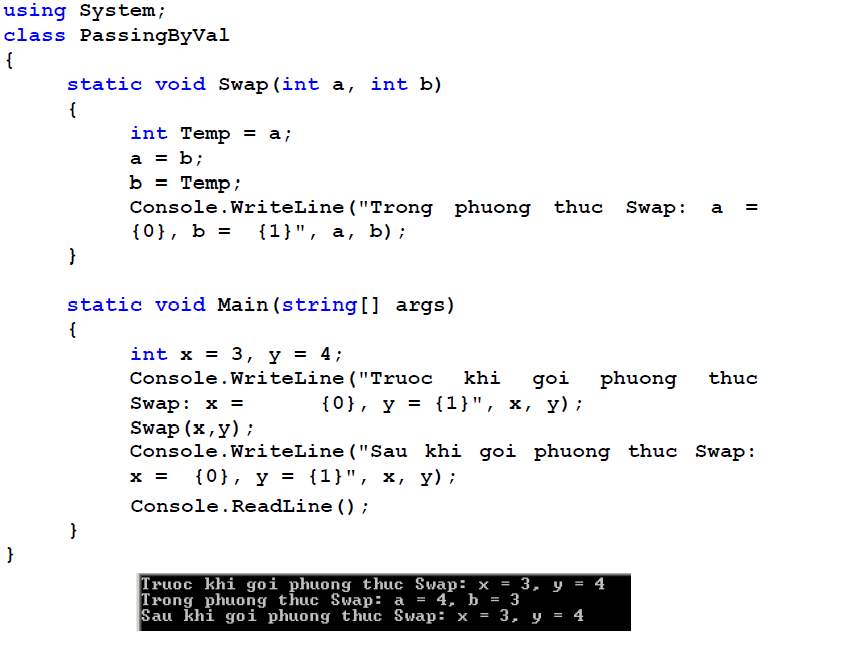 using System;
class PassingByVal
{
static void Swap(int a, int b)
{
int Temp = a;
a = b;
b = Temp;
Console.WriteLine("Trong phuong thuc Swap: a =
{0}, b = {1}", a, b);
}
static void Main(string[] args)
{
int x = 3, y = 4;
Console.WriteLine("Truoc khi goi phuong thuc
Swap: x = {0}, y = {1}", x, y);
Swap(x,y);
Console.WriteLine("Sau khi goi phuong thuc Swap:
x = {0}, y = {1}", x, y);
Console.ReadLine();
}
}
Truoc khi goi phuong thuc Swap: x = 3, y = 4
Trong phuong thuc Swap: a = 4, b = 3
Sau khi goi phuong thuc Swap: x = 3, y = 4